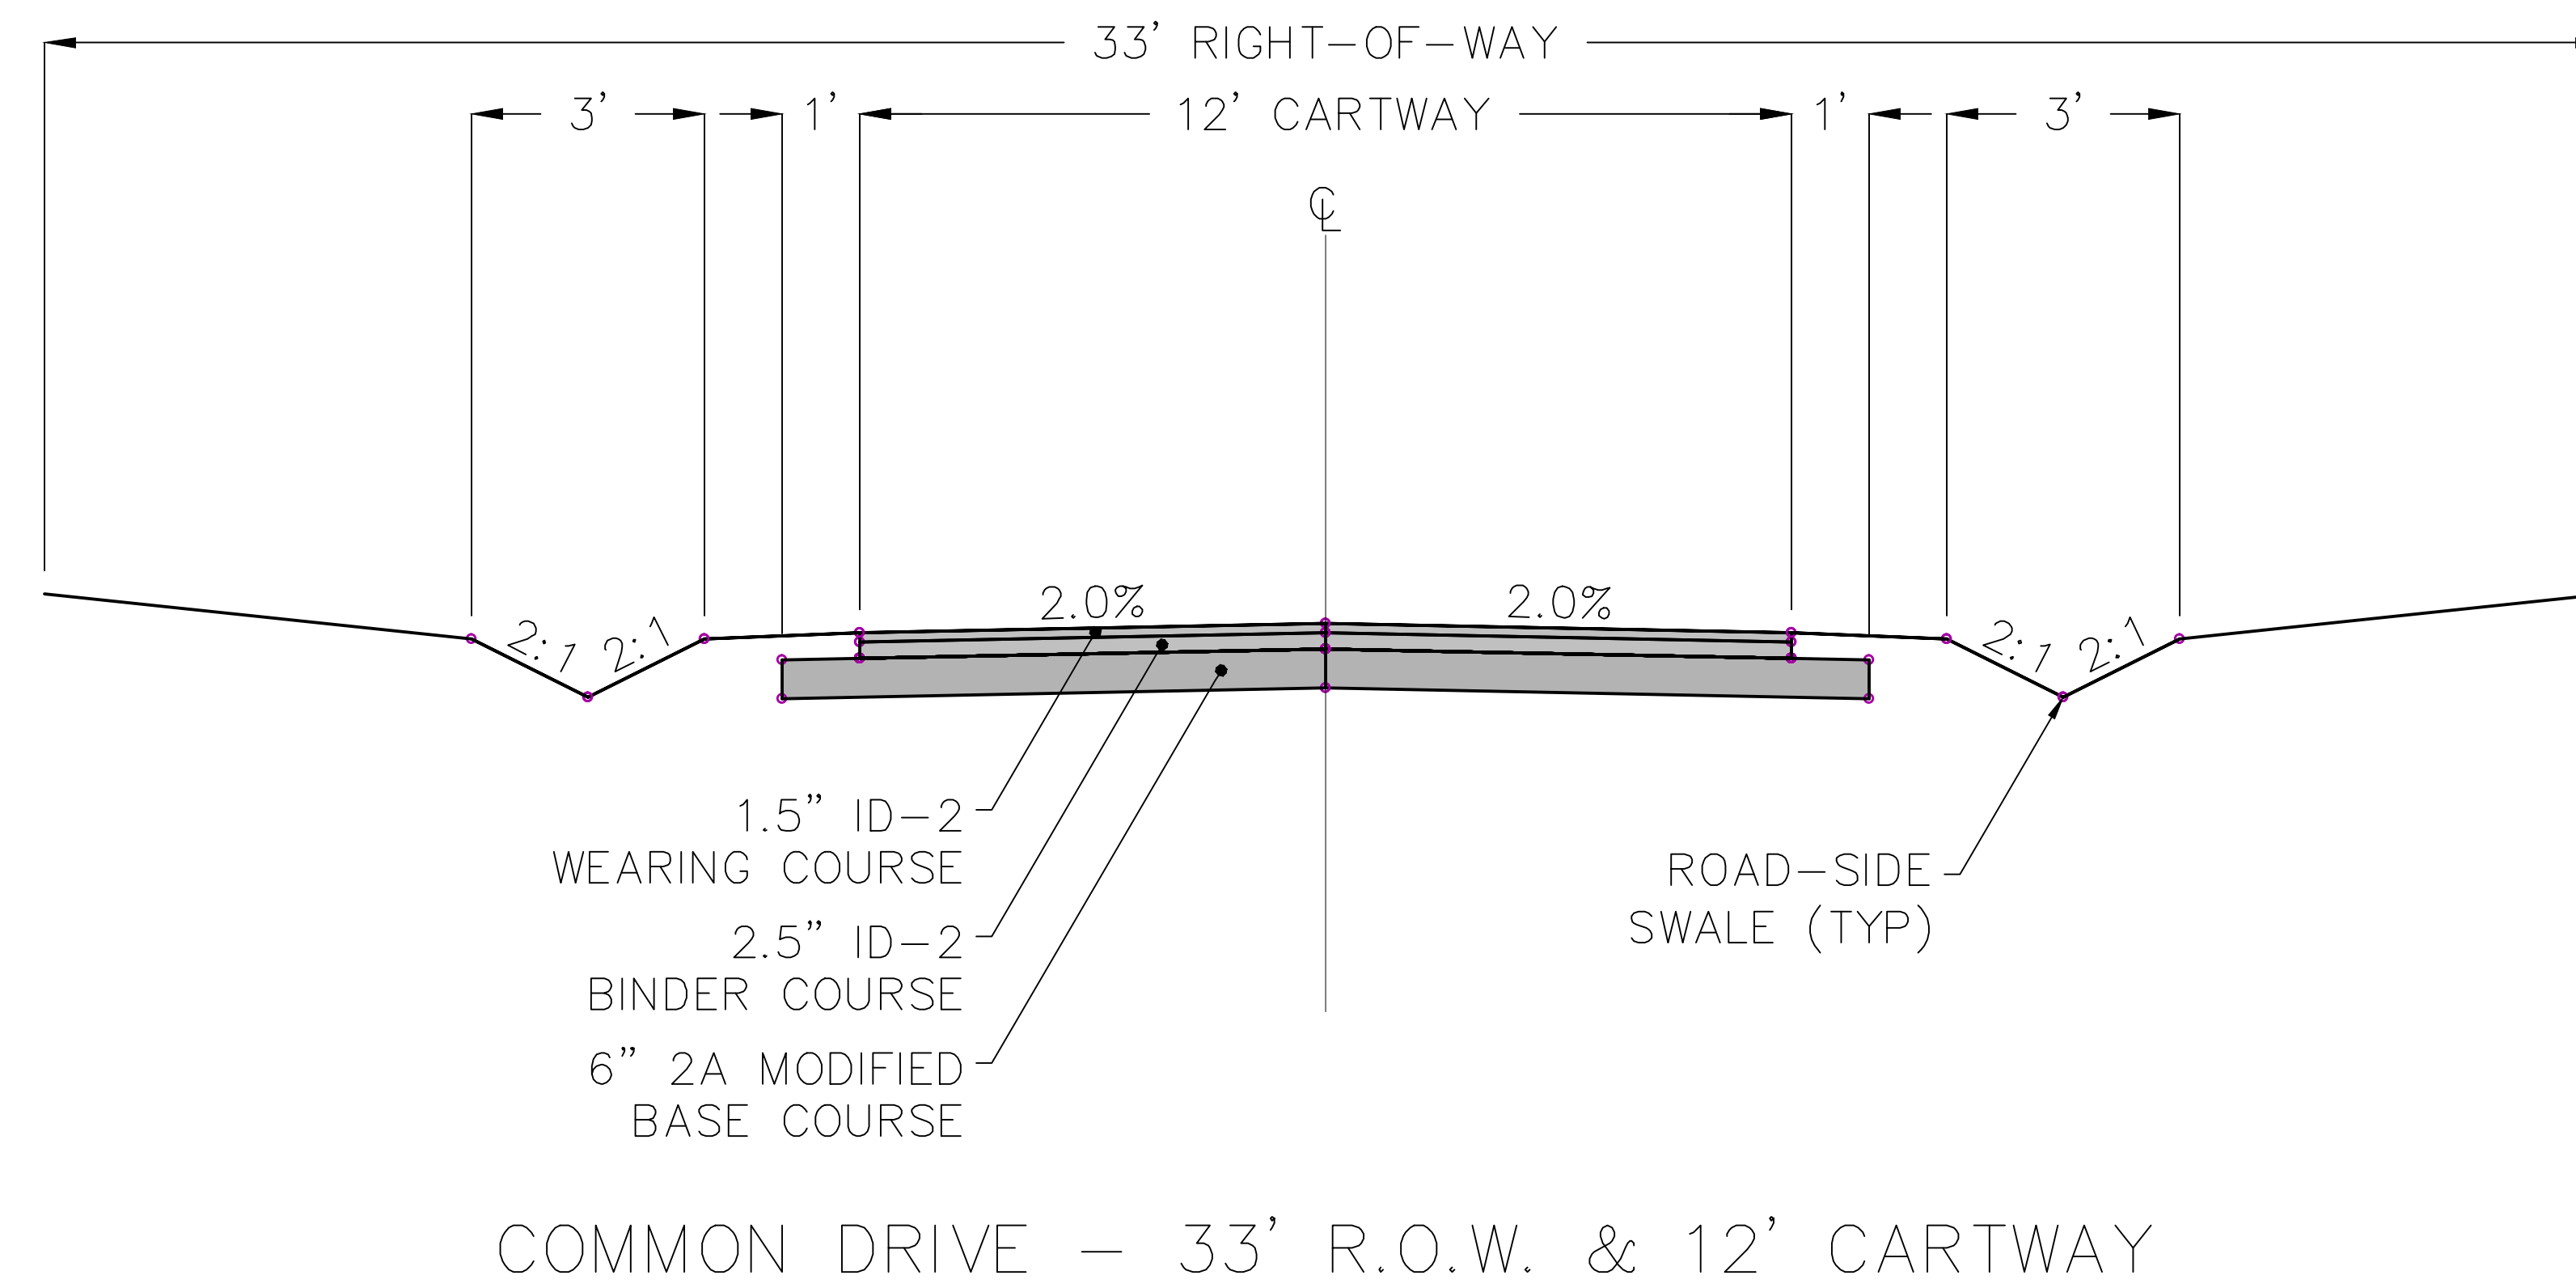 33' RIGHT-OF-WAY
3' 1' 12' CARTWAY 1' 3'
℄
2.0% 2.0%
2:1 2:1 2:1 2:1
1.5" ID-2
WEARING COURSE
2.5" ID-2
BINDER COURSE
6" 2A MODIFIED
BASE COURSE
ROAD-SIDE
SWALE (TYP)
COMMON DRIVE - 33' R.O.W. & 12' CARTWAY